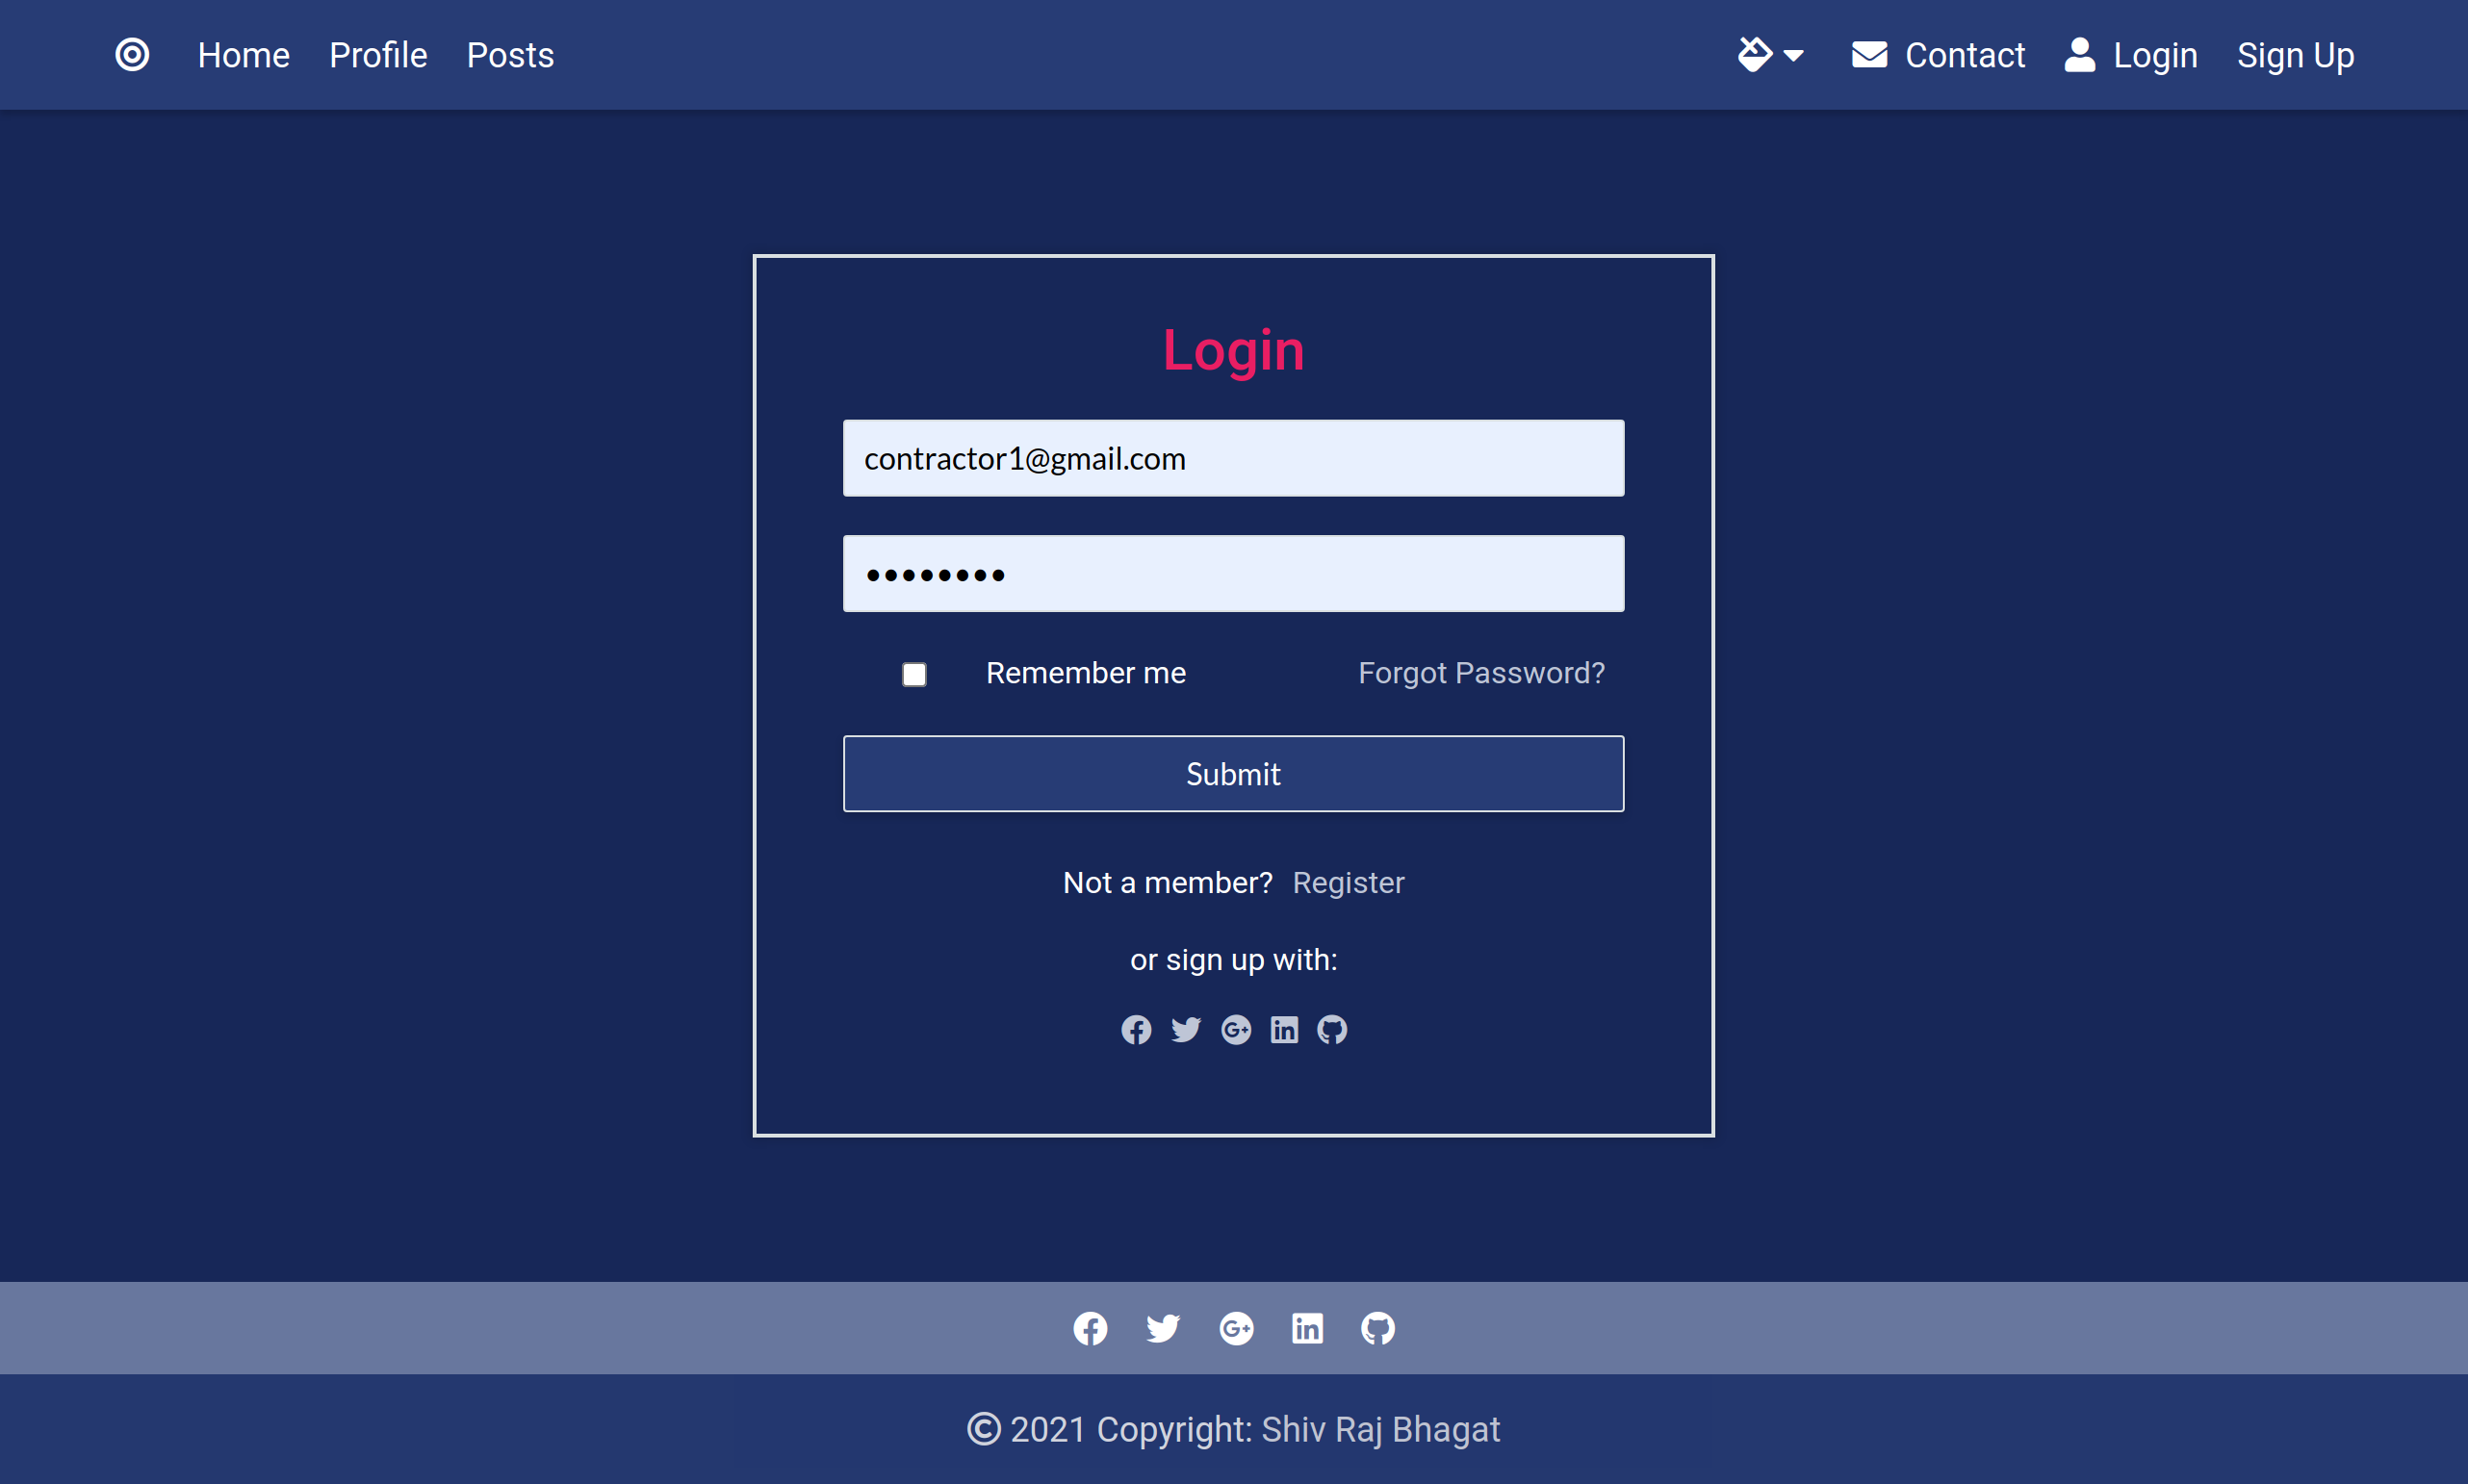 Home Profile Posts Contact Login Sign Up
Login
contractor1@gmail.com
••••••••
Remember me Forgot Password?
Submit
Not a member? Register
or sign up with:
© 2021 Copyright: Shiv Raj Bhagat